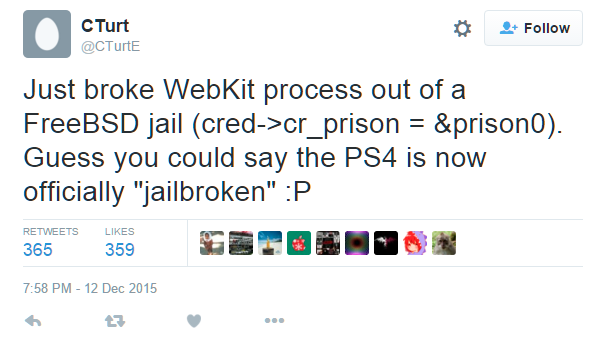 CTurt
@CTurtE
Follow
Just broke WebKit process out of a
FreeBSD jail (cred->cr_prison = &prison0).
Guess you could say the PS4 is now
officially "jailbroken" :P
RETWEETS LIKES
365 359
7:58 PM - 12 Dec 2015